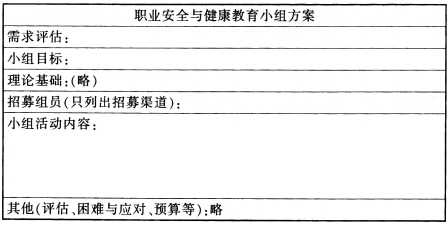 职业安全与健康教育小组方案
需求评估:
小组目标:
理论基础:(略)
招募组员(只列出招募渠道):
小组活动内容:
其他(评估、困难与应对、预算等):略